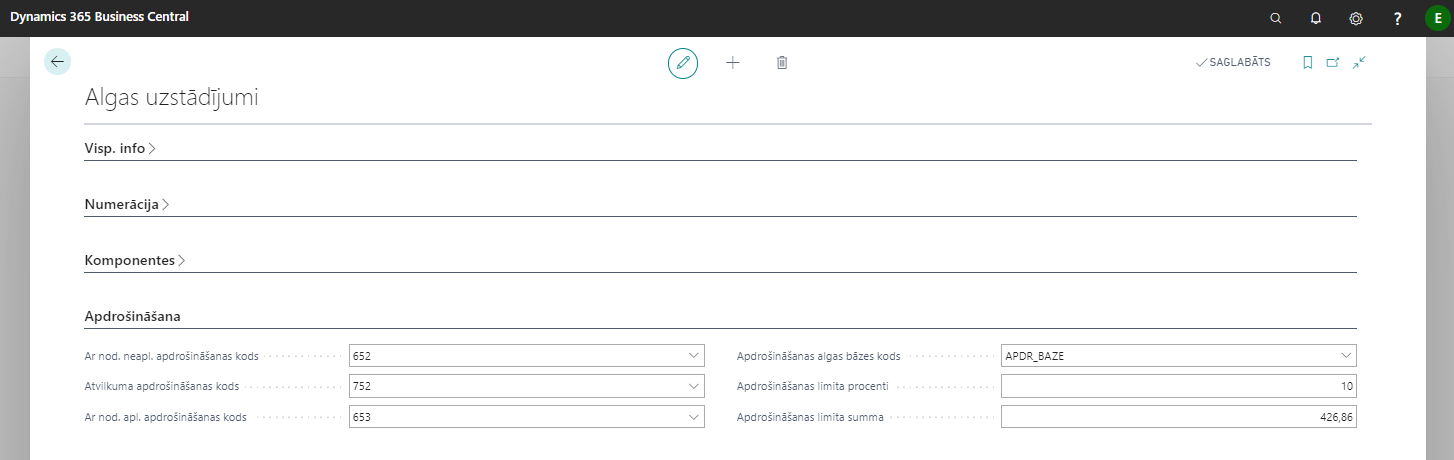 Dynamics 365 Business Central
? E
SAGLABĀTS
Algas uzstādījumi
Visp. info
Numerācija
Komponentes
Apdrošināšana
Ar nod. neapl. apdrošināšanas kods 652 Apdrošināšanas algas bāzes kods APDR_BAZE
Atvilkuma apdrošināšanas kods 752 Apdrošināšanas limita procenti 10
Ar nod. apl. apdrošināšanas kods 653 Apdrošināšanas limita summa 426,86